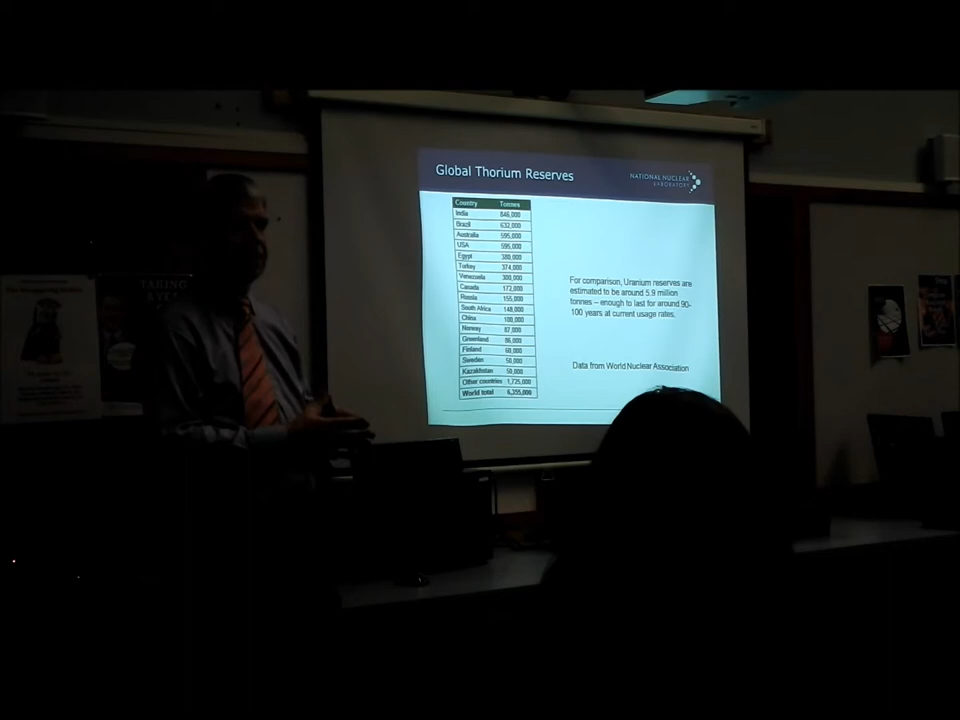 Global Thorium Reserves
NATIONAL NUCLEAR
LABORATORY
Country Tonnes
India 846,000
Brazil 632,000
Australia 595,000
USA 595,000
Egypt 380,000
Turkey 374,000
Venezuela 300,000
Canada 172,000
Russia 155,000
South Africa 148,000
China 100,000
Norway 87,000
Greenland 86,000
Finland 60,000
Sweden 50,000
Kazakhstan 50,000
Other countries 1,725,000
World total 6,355,000
For comparison, Uranium reserves are
estimated to be around 5.9 million
tonnes – enough to last for around 90-
100 years at current usage rates.
Data from World Nuclear Association
TAKING